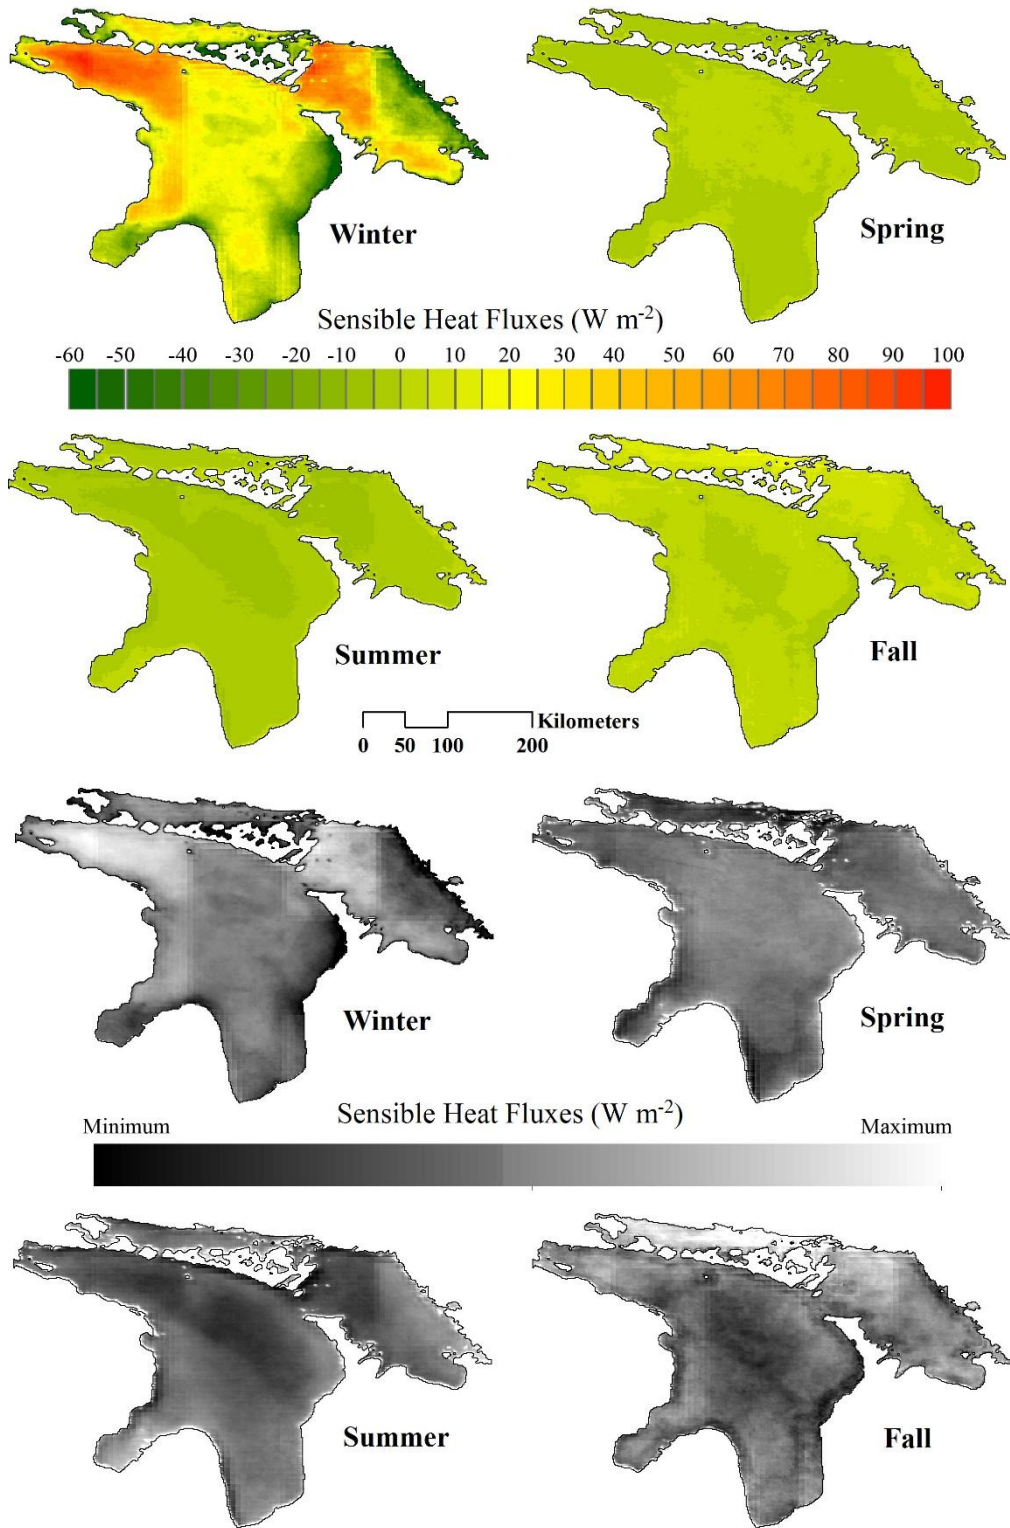 Winter
Spring
Sensible Heat Fluxes (W m-2)
-60 -50 -40 -30 -20 -10 0 10 20 30 40 50 60 70 80 90 100
Summer
Fall
Kilometers
0 50 100 200
Winter
Spring
Sensible Heat Fluxes (W m-2)
Minimum Maximum
Summer
Fall